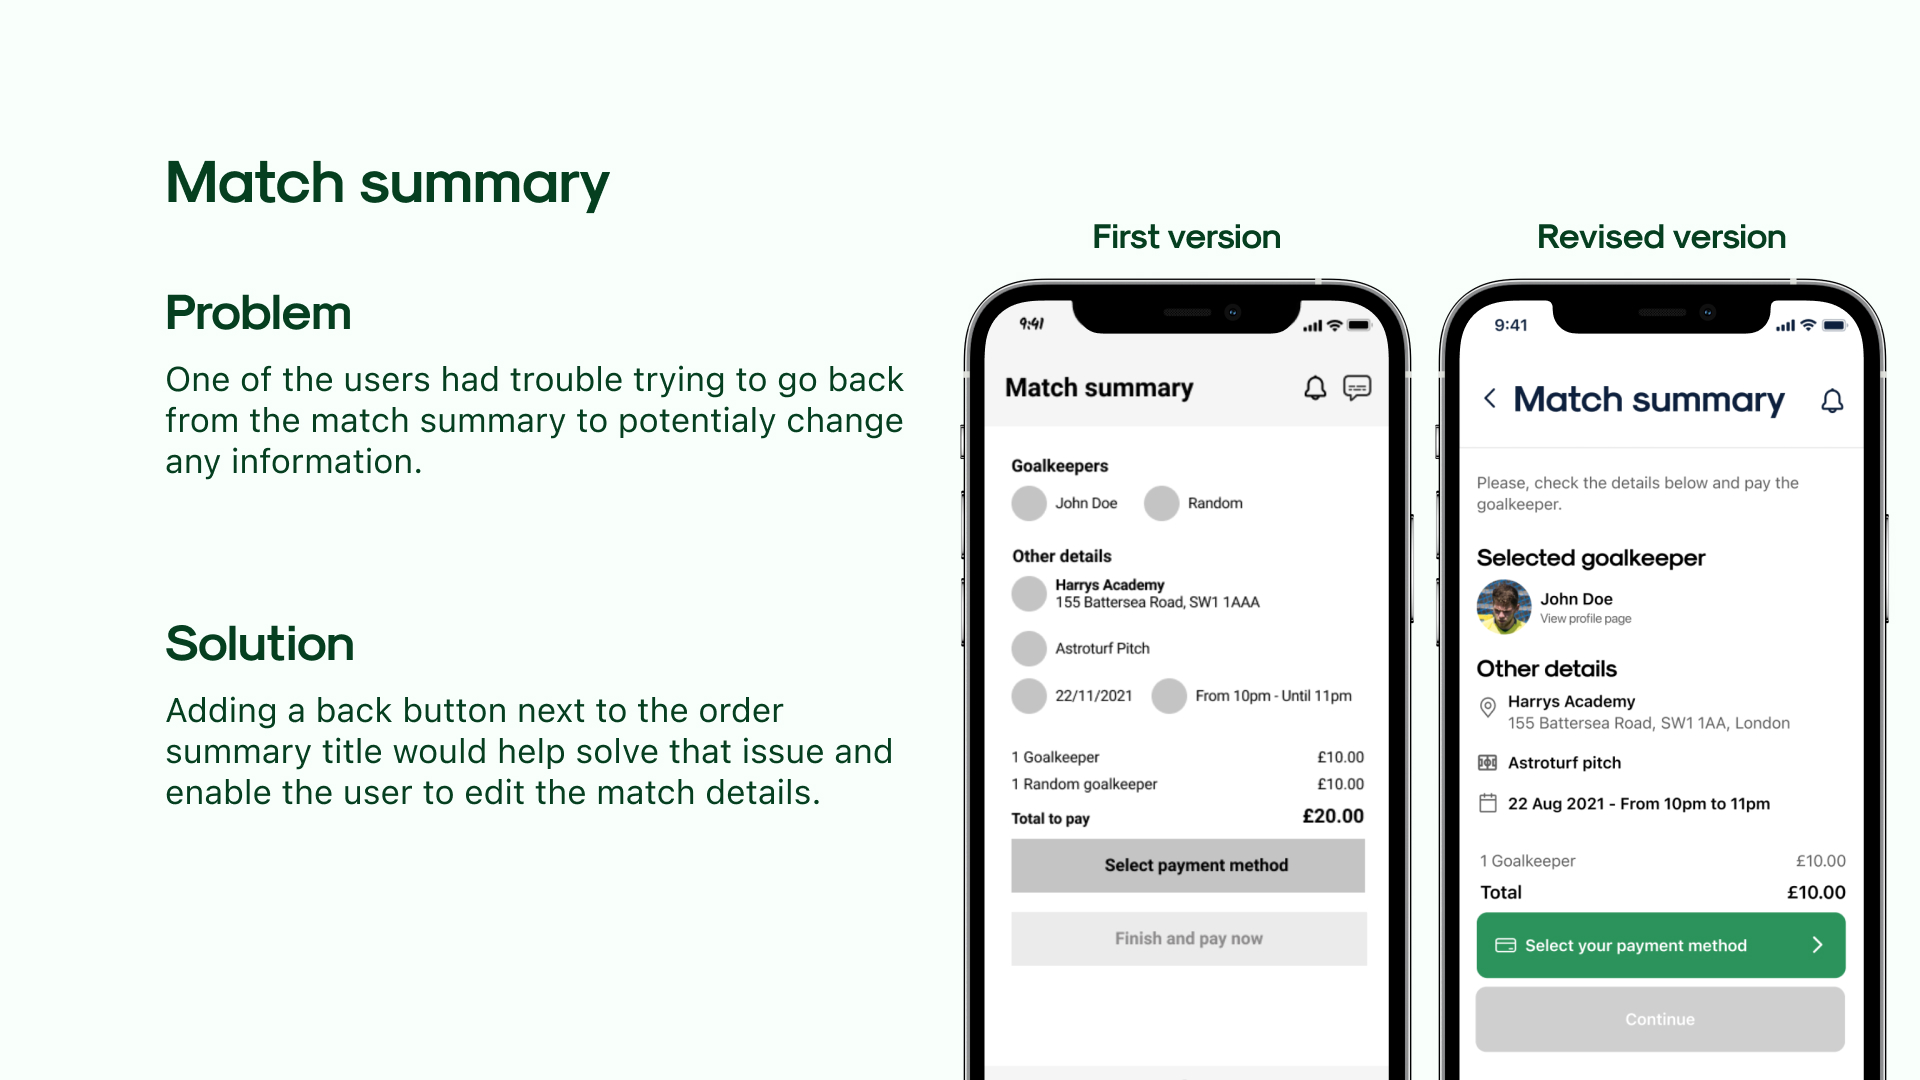 Match summary
Problem
One of the users had trouble trying to go back
from the match summary to potentialy change
any information.
Solution
Adding a back button next to the order
summary title would help solve that issue and
enable the user to edit the match details.
First version
9:41
Match summary
Goalkeepers
John Doe
Random
Other details
Harrys Academy
155 Battersea Road, SW1 1AAA
Astroturf Pitch
22/11/2021
From 10pm - Until 11pm
1 Goalkeeper £10.00
1 Random goalkeeper £10.00
Total to pay £20.00
Select payment method
Finish and pay now
Revised version
9:41
Match summary
Please, check the details below and pay the
goalkeeper.
Selected goalkeeper
John Doe
View profile page
Other details
Harrys Academy
155 Battersea Road, SW1 1AA, London
Astroturf pitch
22 Aug 2021 - From 10pm to 11pm
1 Goalkeeper £10.00
Total £10.00
Select your payment method
Continue